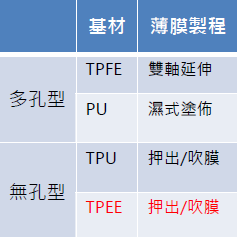 基材 薄膜製程
多孔型 TPFE 雙軸延伸
PU 濕式塗佈
無孔型 TPU 押出/吹膜
TPEE 押出/吹膜